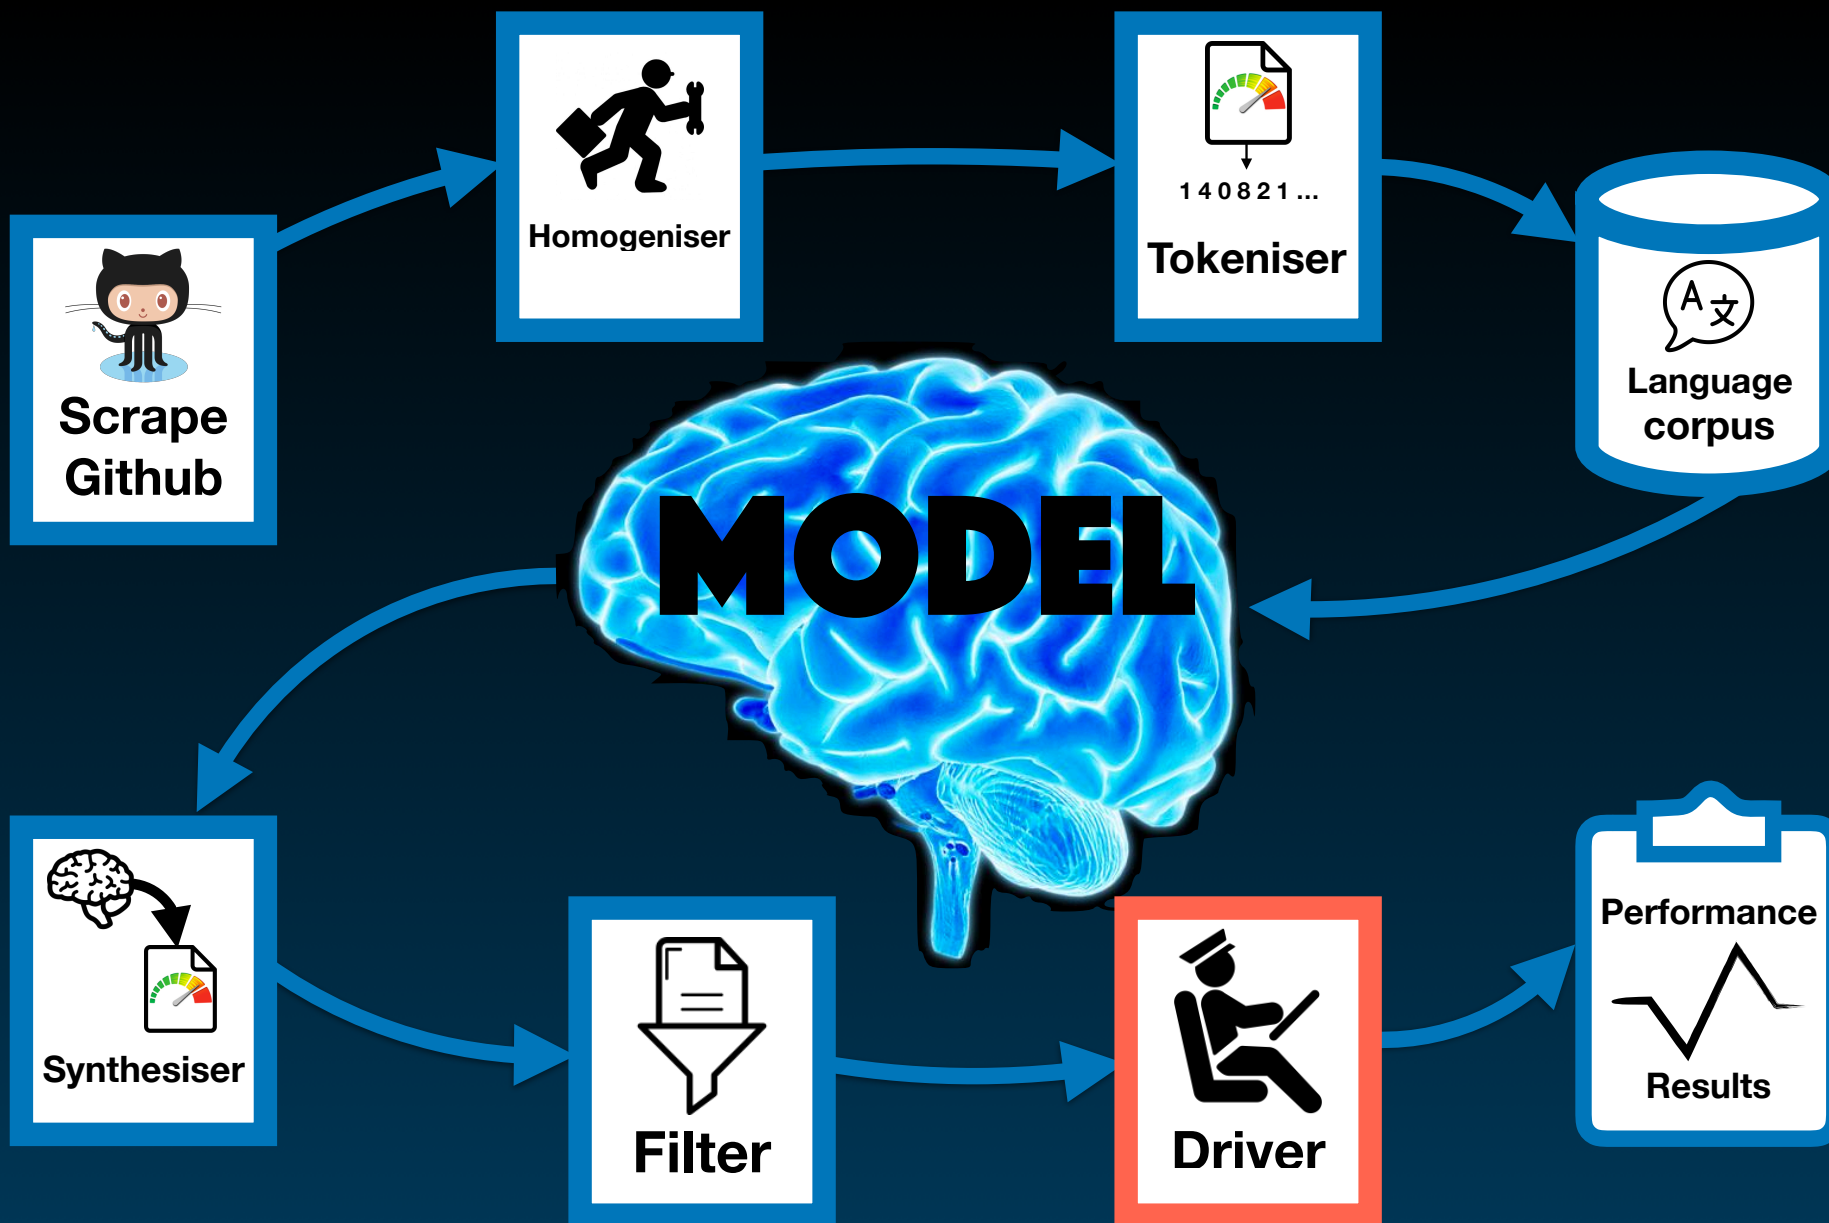 Scrape
Github
Homogeniser
1 4 0 8 2 1 ...
Tokeniser
A 文
Language
corpus
MODEL
Synthesiser
Filter
Driver
Performance
Results